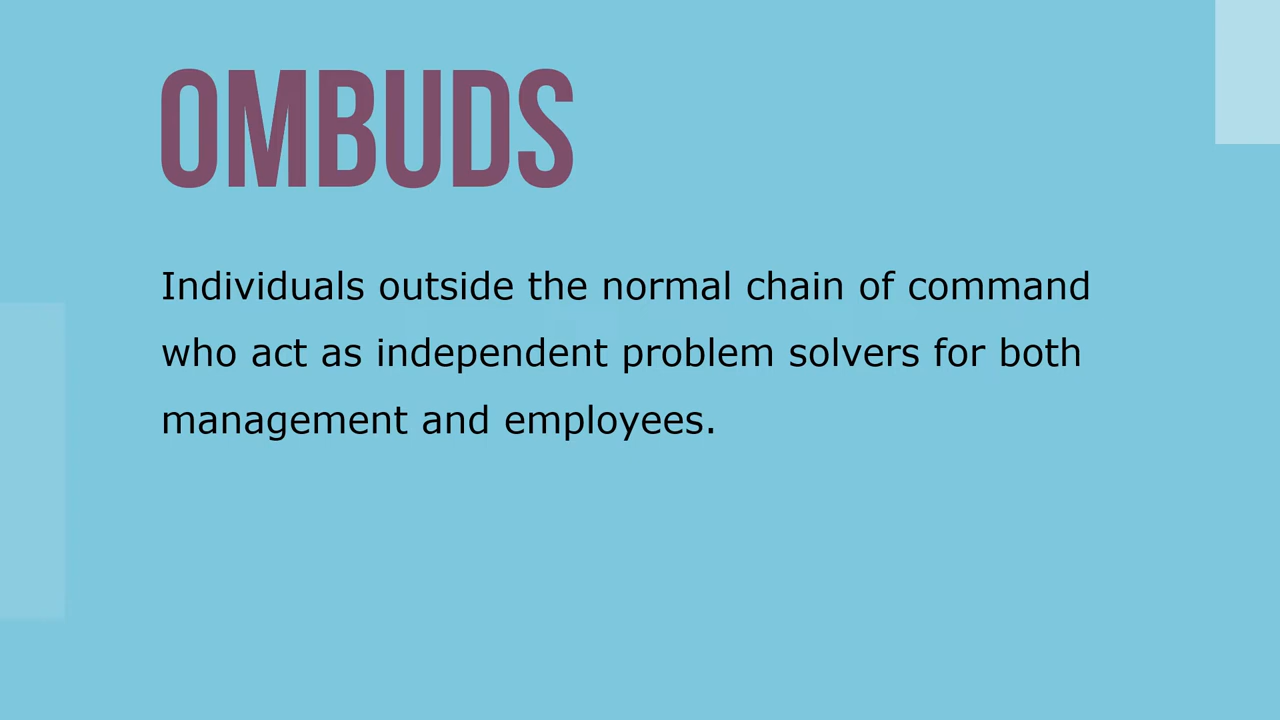 OMBUDS
Individuals outside the normal chain of command
who act as independent problem solvers for both
management and employees.